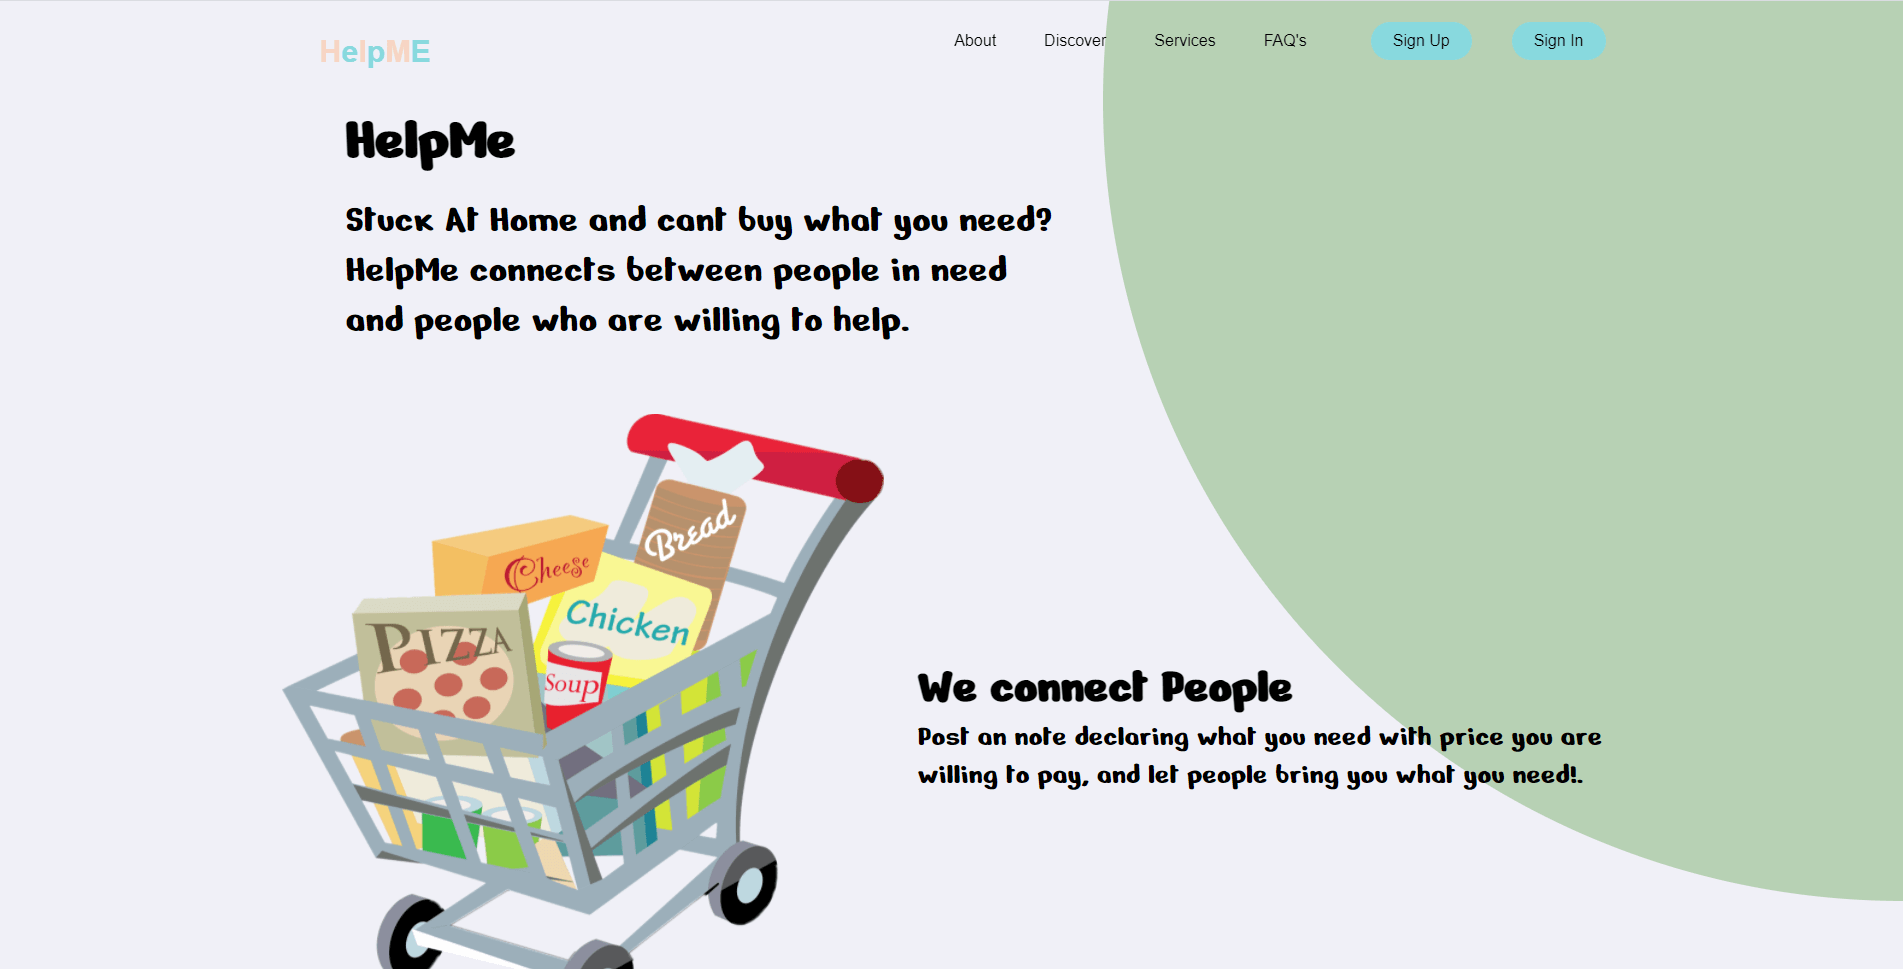 HelpME
About Discover Services FAQ's Sign Up Sign In
HelpMe
Stuck At Home and cant buy what you need?
HelpMe connects between people in need
and people who are willing to help.
Bread
Cheese
Chicken
PIZZA
Soup
We connect People
Post an note declaring what you need with price you are
willing to pay, and let people bring you what you need!.